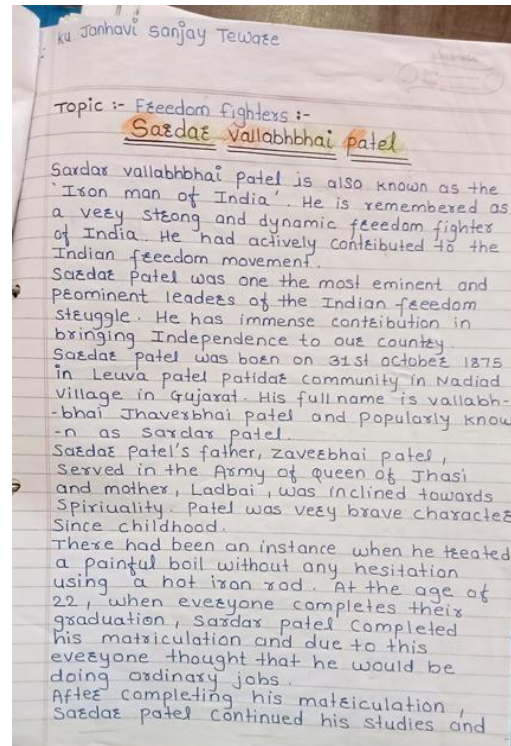 Ku. Janhavi Sanjay Teware
Topic :- Freedom fighters :-
Sardar vallabhbhai patel
Sardar vallabhbhai patel is also known as the
'Iron man of India'. He is remembered as
a very strong and dynamic freedom fighter
of India. He had actively contributed to the
Indian freedom movement.
Sardar Patel was one the most eminent and
prominent leaders of the Indian freedom
struggle. He has immense contribution in
bringing Independence to our country.
Sardar patel was born on 31st october 1875
in Leuva patel patidar community in Nadiad
village in Gujarat. His full name is vallabh-
-bhai Jhaverbhai patel and popularly know
-n as Sardar patel.
Sardar Patel's father, zaverbhai patel,
Served in the Army of queen of Jhasi
and mother, Ladbai, was inclined towards
Spiriuality. Patel was very brave character
Since childhood.
There had been an instance when he treated
a painful boil without any hesitation
using a hot iron rod. At the age of
22, when everyone completes their
graduation, Sardar patel completed
his matriculation and due to this
everyone thought that he would be
doing ordinary jobs.
After completing his matriculation,
Sardar patel continued his studies and